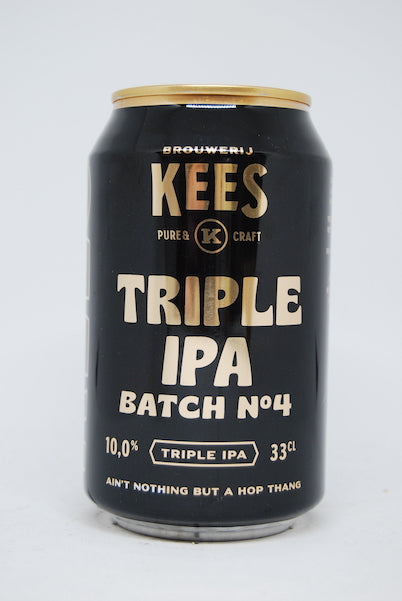 BROUWERIJ
KEES
PURE & K CRAFT
TRIPLE
IPA
BATCH Nº4
10,0% TRIPLE IPA 33CL
AIN'T NOTHING BUT A HOP THANG